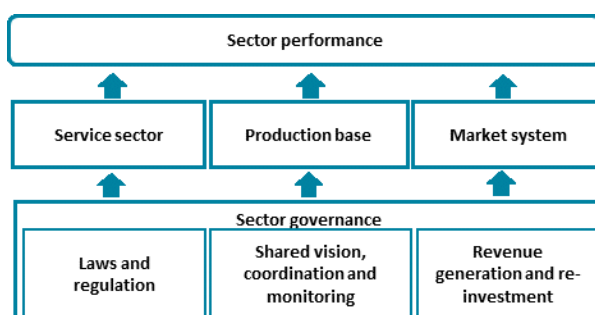 Sector performance
Service sector
Production base
Market system
Sector governance
Laws and
regulation
Shared vision,
coordination and
monitoring
Revenue
generation and re-
investment